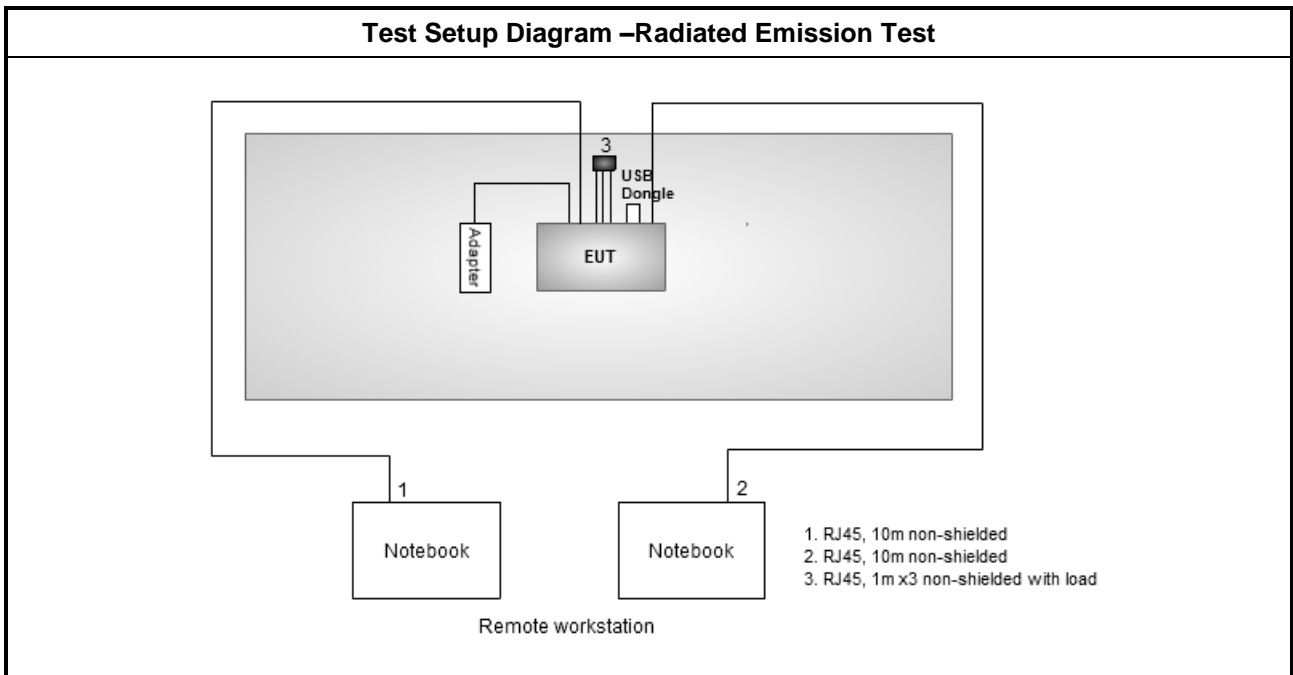 Test Setup Diagram –Radiated Emission Test
3
USB
Dongle
Adapter
EUT
1
2
Notebook
Notebook
1. RJ45, 10m non-shielded
2. RJ45, 10m non-shielded
3. RJ45, 1m x3 non-shielded with load
Remote workstation